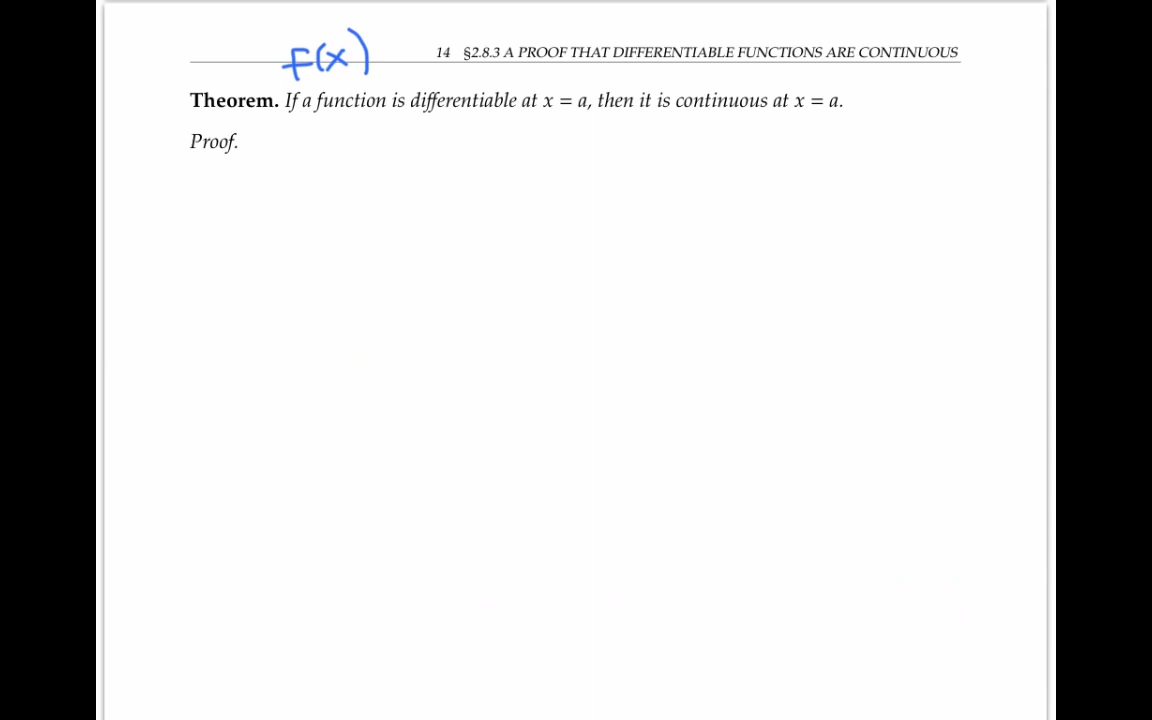 f(x)
14 §2.8.3 A PROOF THAT DIFFERENTIABLE FUNCTIONS ARE CONTINUOUS
Theorem. If a function is differentiable at x = a, then it is continuous at x = a.
Proof.